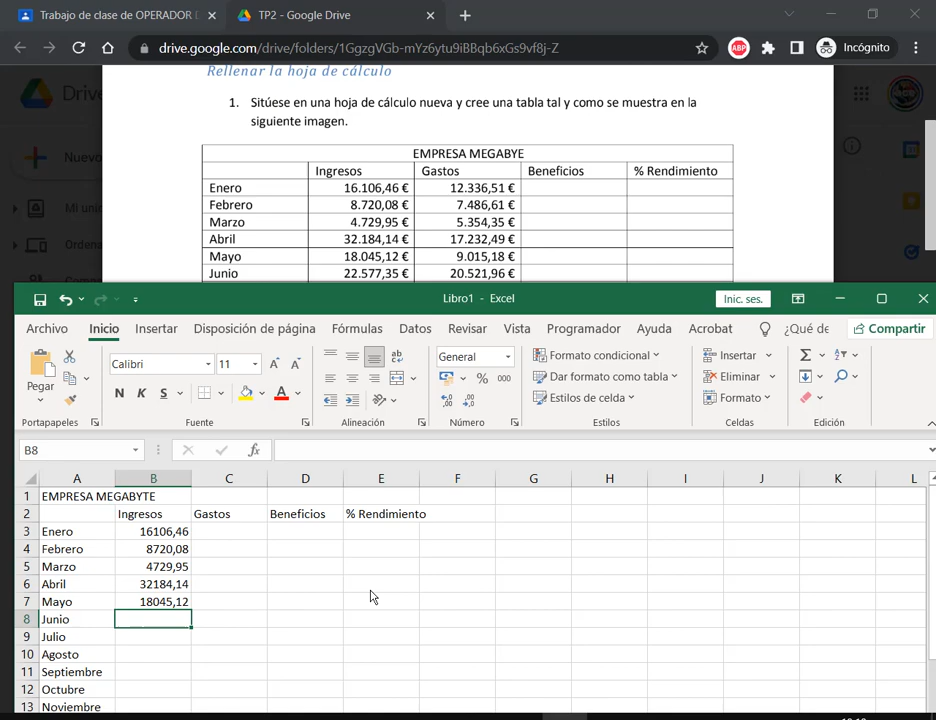 Trabajo de clase de OPERADOR D
TP2 - Google Drive
drive.google.com/drive/folders/1GgzgVGb-mYz6ytu9iBBqb6xGs9vf8j-Z
ABP
Incógnito
Rellenar la hoja de cálculo
Drive
1. Sitúese en una hoja de cálculo nueva y cree una tabla tal y como se muestra en la
siguiente imagen.
Nuevo
EMPRESA MEGABYE
Ingresos Gastos Beneficios % Rendimiento
Enero 16.106,46 € 12.336,51 €
Mi unid
Febrero 8.720,08 € 7.486,61 €
Marzo 4.729,95 € 5.354,35 €
Abril 32.184,14 € 17.232,49 €
Ordena
Mayo 18.045,12 € 9.015,18 €
Junio 22.577,35 € 20.521,96 €
Libro1 - Excel
Inic. ses.
Archivo Inicio Insertar Disposición de página Fórmulas Datos Revisar Vista Programador Ayuda Acrobat ¿Qué de Compartir
Pegar
Calibri 11
N K S
ab
General
% 000
Formato condicional
Dar formato como tabla
Estilos de celda
Insertar
Eliminar
Formato
Portapapeles Fuente Alineación Número Estilos Celdas Edición
B8
fx
A B C D E F G H I J K L
1 EMPRESA MEGABYTE
2 Ingresos Gastos Beneficios % Rendimiento
3 Enero 16106,46
4 Febrero 8720,08
5 Marzo 4729,95
6 Abril 32184,14
7 Mayo 18045,12
8 Junio
9 Julio
10 Agosto
11 Septiembre
12 Octubre
13 Noviembre